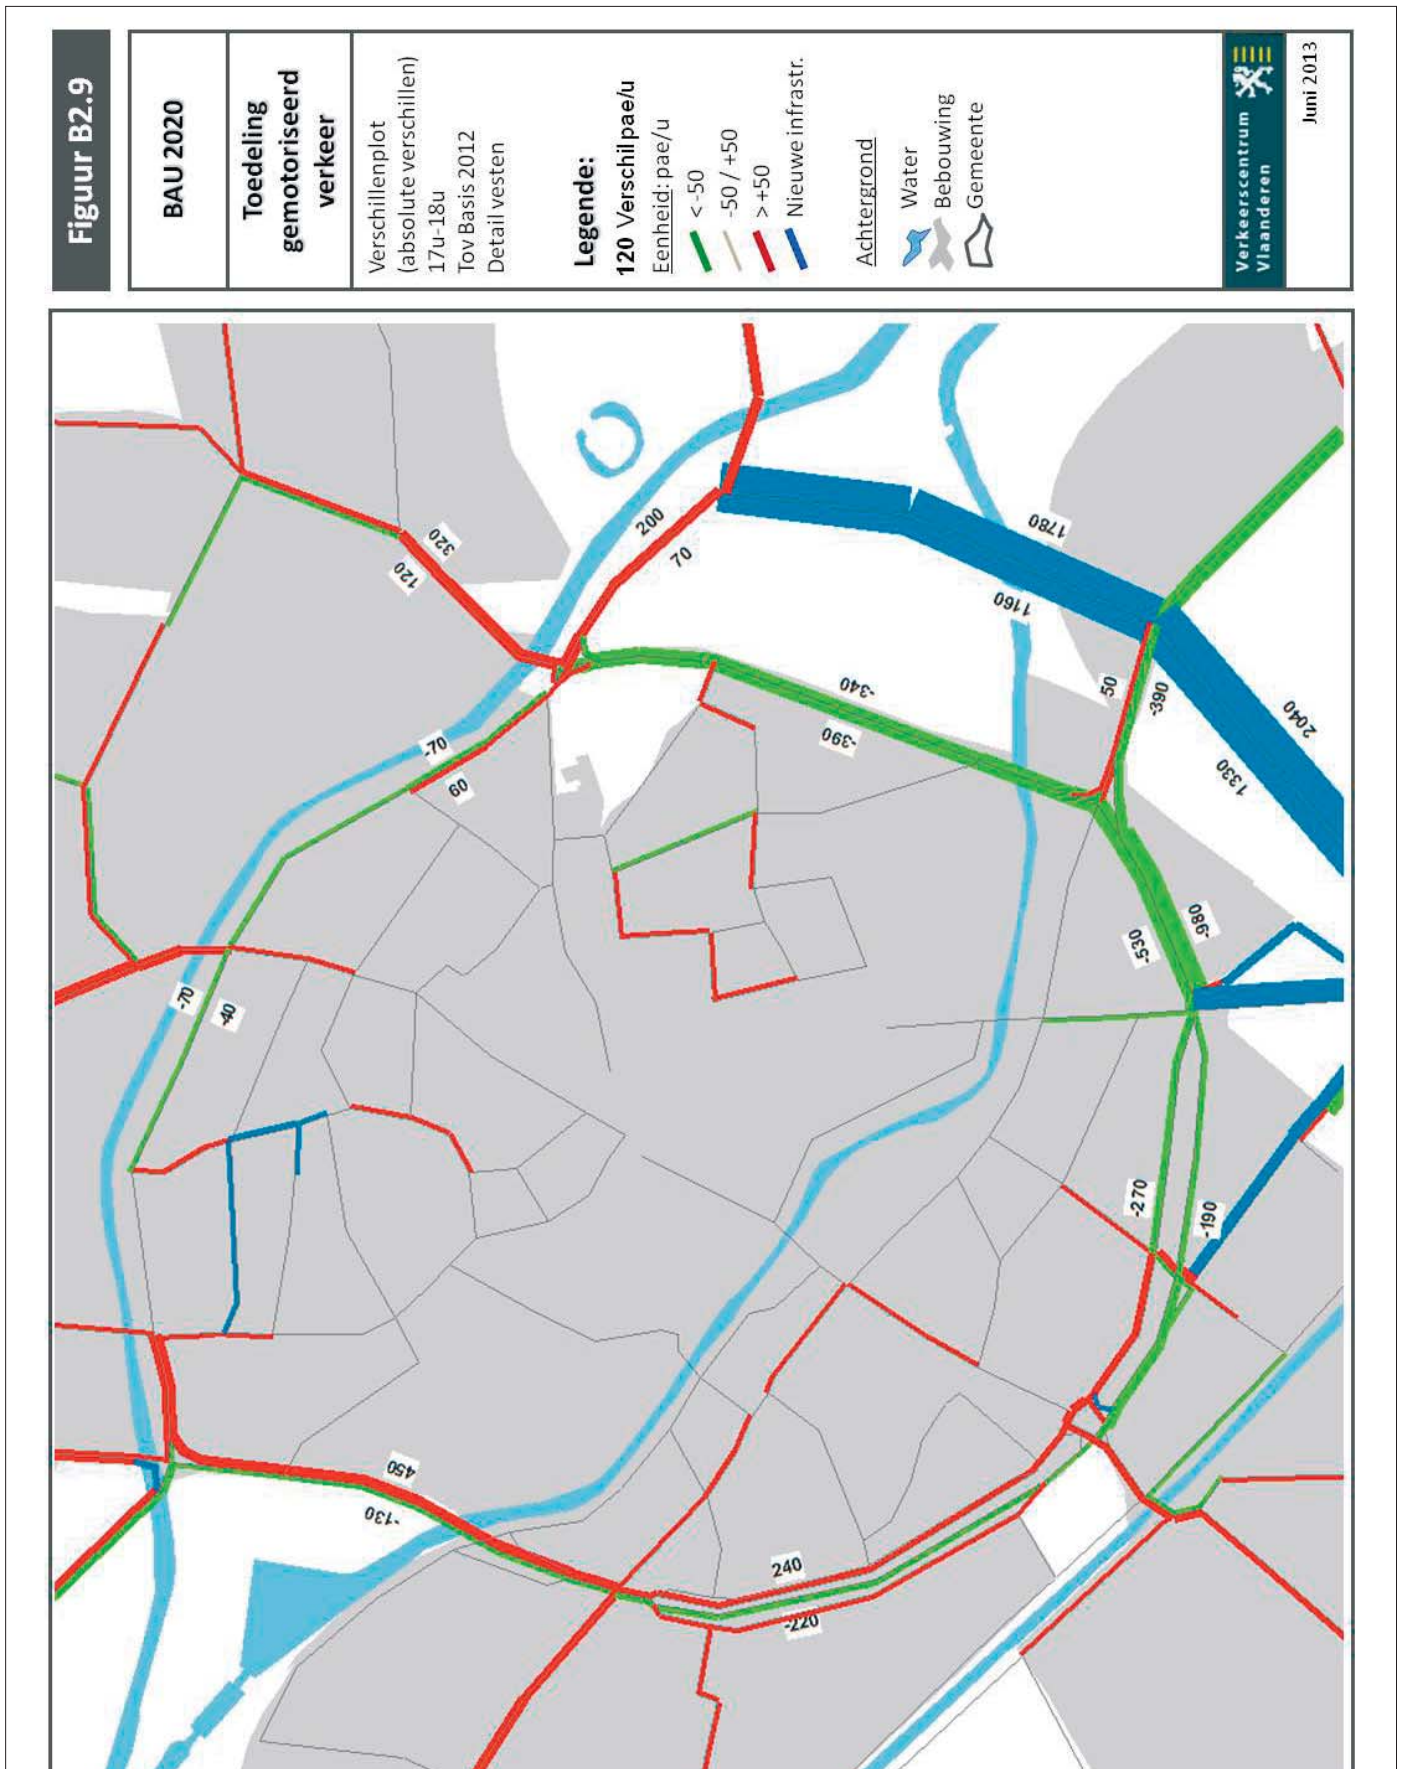 Figuur B2.9
BAU 2020
Toedeling
gemotoriseerd
verkeer
Verschillenplot
(absolute verschillen)
17u-18u
Tov Basis 2012
Detail vesten
Legende:
120 Verschil pae/u
Eenheid: pae/u
< -50
-50 / +50
> +50
Nieuwe infrastr.
Achtergrond
Water
Bebouwing
Gemeente
Verkeerscentrum
Vlaanderen
Juni 2013
320
120
200
70
1780
1160
-70
60
-340
-390
50
-390
2040
1330
-530
-980
-70
-40
-270
-190
450
-130
240
-220